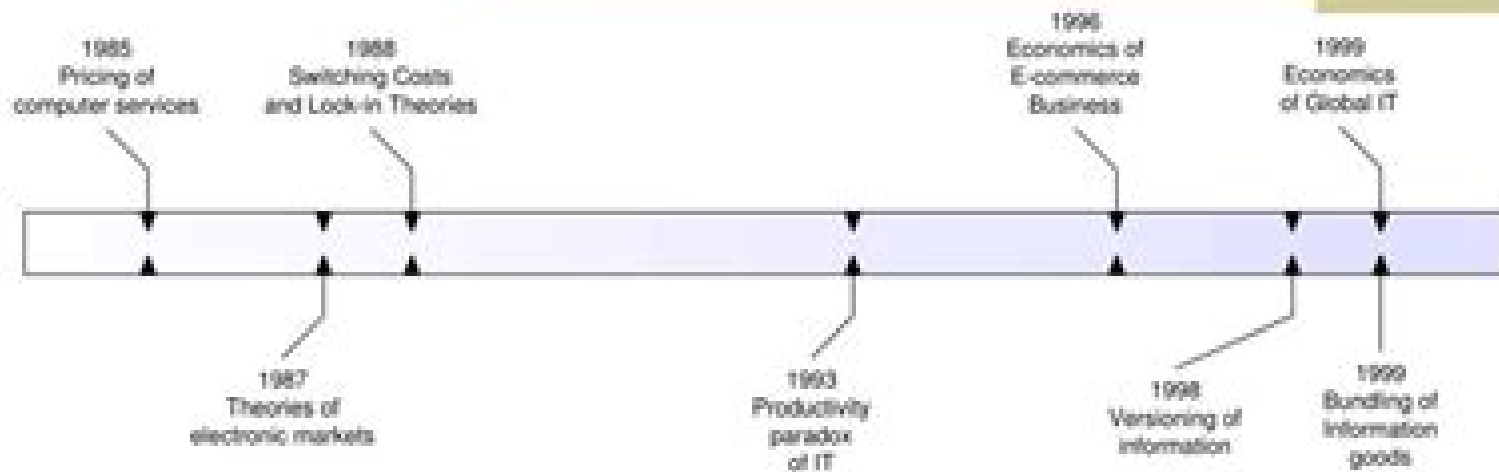 1985
Pricing of
computer services
1988
Switching Costs
and Lock-in Theories
1996
Economics of
E-commerce
Business
1999
Economics
of Global IT
1987
Theories of
electronic markets
1993
Productivity
paradox
of IT
1998
Versioning of
information
1999
Bundling of
Information
goods